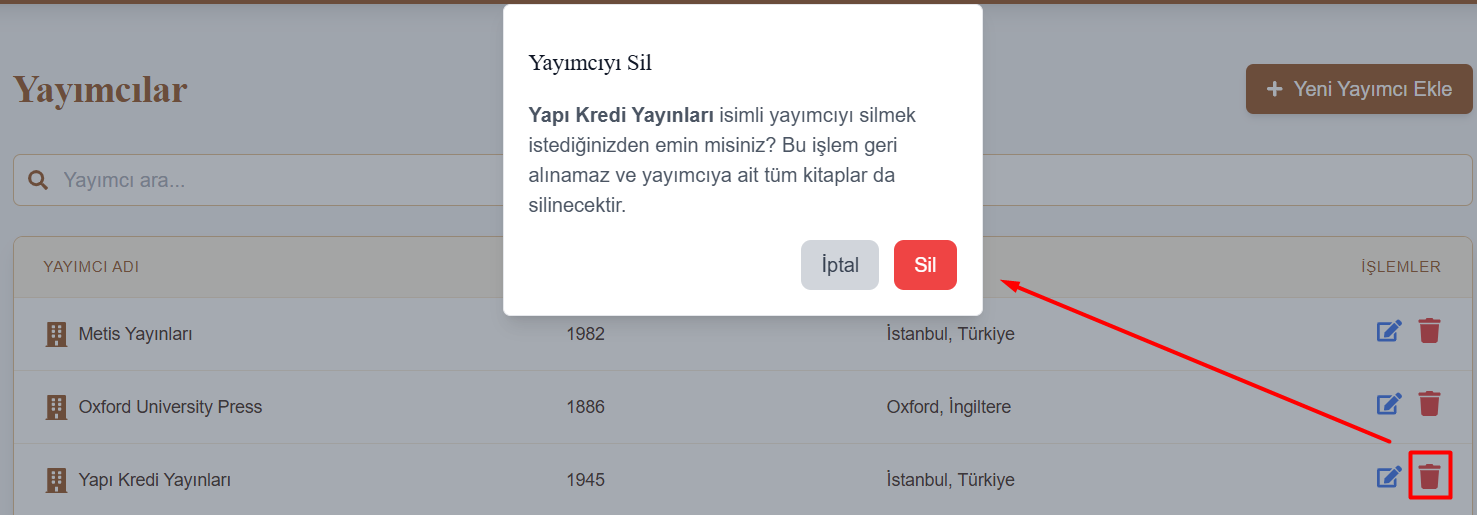 Yayımcıyı Sil
Yayımcılar
Yeni Yayımcı Ekle
Yapı Kredi Yayınları isimli yayımcıyı silmek
istediğinizden emin misiniz? Bu işlem geri
alınamaz ve yayımcıya ait tüm kitaplar da
silinecektir.
Yayımcı ara...
İptal Sil
YAYIMCI ADI İŞLEMLER
Metis Yayınları 1982 İstanbul, Türkiye
Oxford University Press 1886 Oxford, İngiltere
Yapı Kredi Yayınları 1945 İstanbul, Türkiye